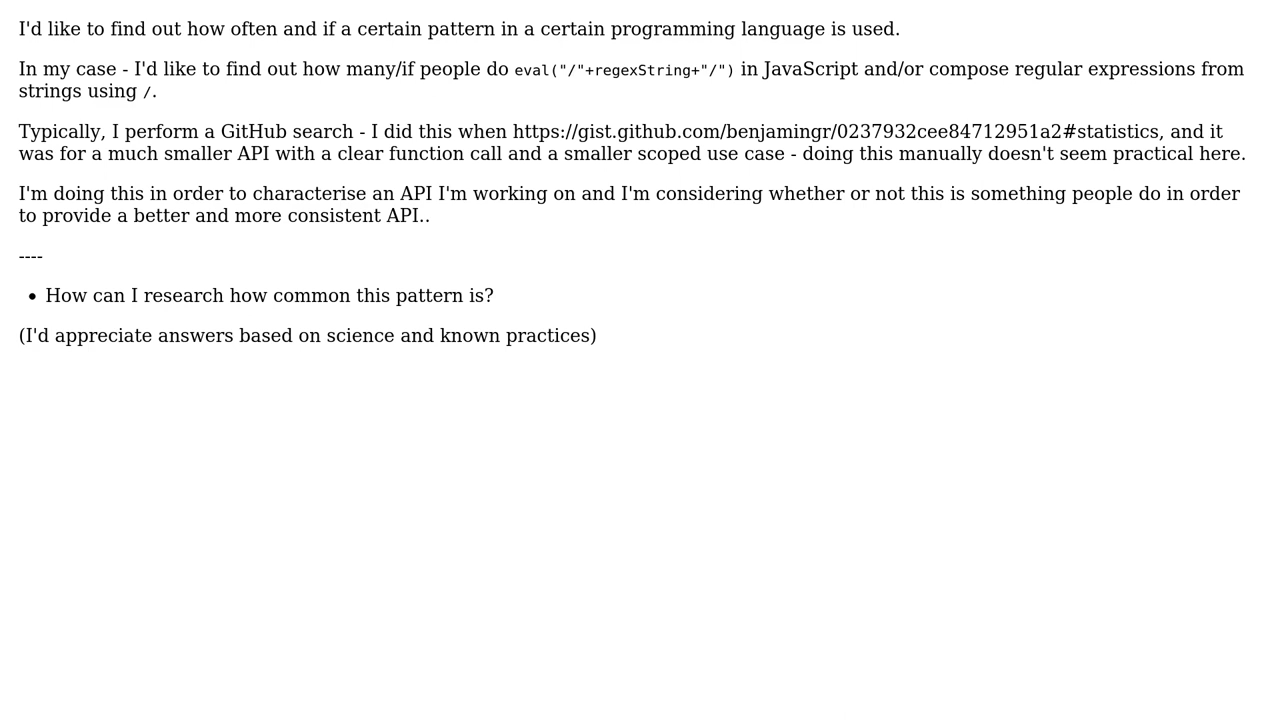 I'd like to find out how often and if a certain pattern in a certain programming language is used.
In my case - I'd like to find out how many/if people do eval("/"+regexString+"/") in JavaScript and/or compose regular expressions from
strings using /.
Typically, I perform a GitHub search - I did this when https://gist.github.com/benjamingr/0237932cee84712951a2#statistics, and it
was for a much smaller API with a clear function call and a smaller scoped use case - doing this manually doesn't seem practical here.
I'm doing this in order to characterise an API I'm working on and I'm considering whether or not this is something people do in order
to provide a better and more consistent API..
----
• How can I research how common this pattern is?
(I'd appreciate answers based on science and known practices)